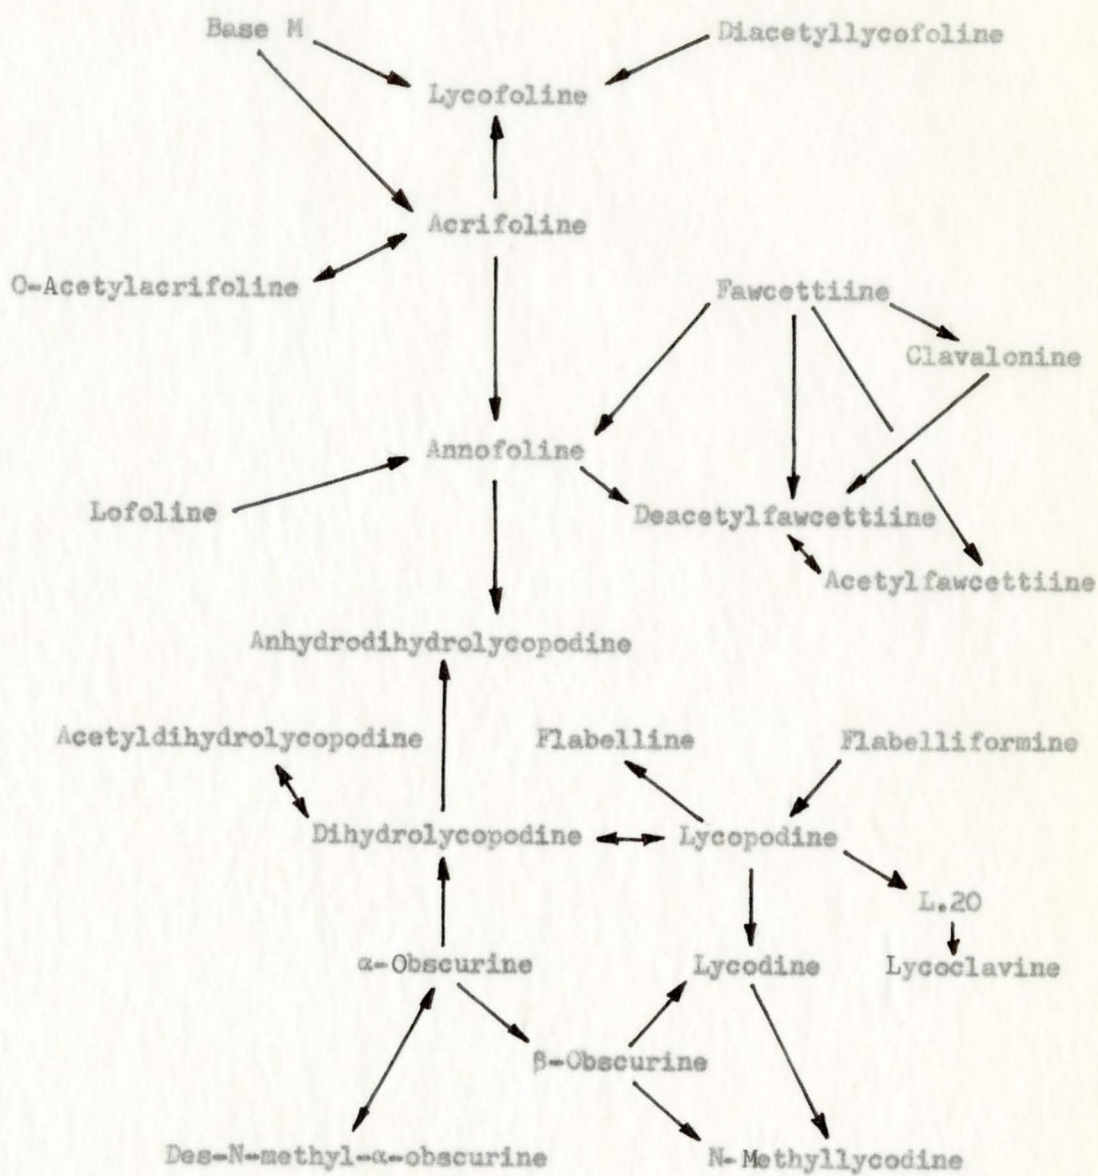 Base M
Diacetyllycofoline
Lycofoline
Acrifoline
O-Acetylacrifoline
Fawcettiine
Clavalonine
Annofoline
Lofoline
Deacetylfawcettiine
Acetylfawcettiine
Anhydrodihydrolycopodine
Acetyldihydrolycopodine
Flabelline
Flabelliformine
Dihydrolycopodine
Lycopodine
L.20
α-Obscurine
Lycodine
Lycoclavine
β-Obscurine
Des-N-methyl-α-obscurine
N-Methyllycodine